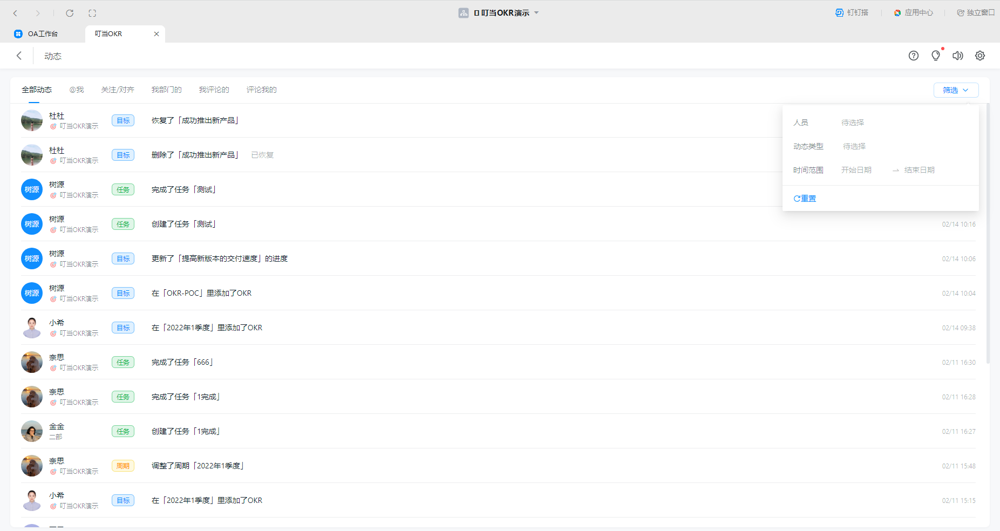 叮当OKR演示
钉钉搭
应用中心
独立窗口
OA工作台
叮当OKR
动态
全部动态 @我 关注/对齐 我部门的 我评论的 评论我的
筛选
人员 待选择
动态类型 待选择
时间范围 开始日期 → 结束日期
重置
杜杜
叮当OKR演示
目标
恢复了「成功推出新产品」
杜杜
叮当OKR演示
目标
删除了「成功推出新产品」 已恢复
树源
树源
叮当OKR演示
任务
完成了任务「测试」
树源
树源
叮当OKR演示
任务
创建了任务「测试」
02/14 10:16
树源
树源
叮当OKR演示
目标
更新了「提高新版本的交付速度」的进度
02/14 10:06
树源
树源
叮当OKR演示
目标
在「OKR-POC」里添加了OKR
02/14 10:04
小希
叮当OKR演示
目标
在「2022年1季度」里添加了OKR
02/14 09:38
奈思
叮当OKR演示
任务
完成了任务「666」
02/11 16:30
奈思
叮当OKR演示
任务
完成了任务「1完成」
02/11 16:28
金金
二部
任务
创建了任务「1完成」
02/11 16:27
奈思
叮当OKR演示
周期
调整了周期「2022年1季度」
02/11 15:48
小希
叮当OKR演示
目标
在「2022年1季度」里添加了OKR
02/11 15:15